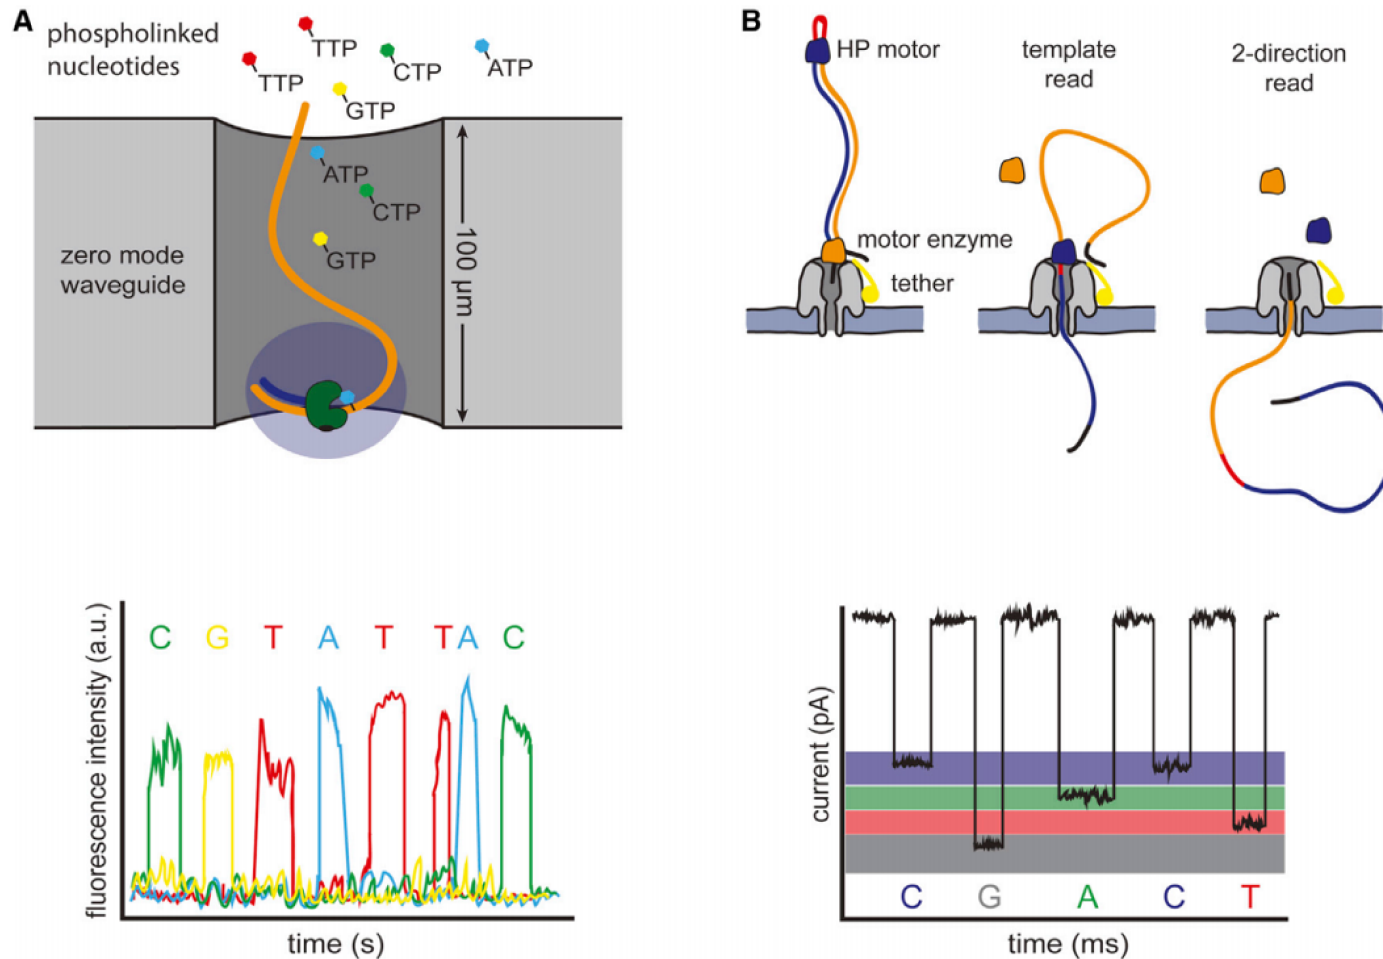 A
phospholinked
nucleotides
TTP
TTP
CTP
ATP
GTP
ATP
CTP
GTP
zero mode
waveguide
100 µm
fluorescence intensity (a.u.)
C G T A T T A C
time (s)
B
HP motor
template
read
2-direction
read
motor enzyme
tether
current (pA)
C G A C T
time (ms)